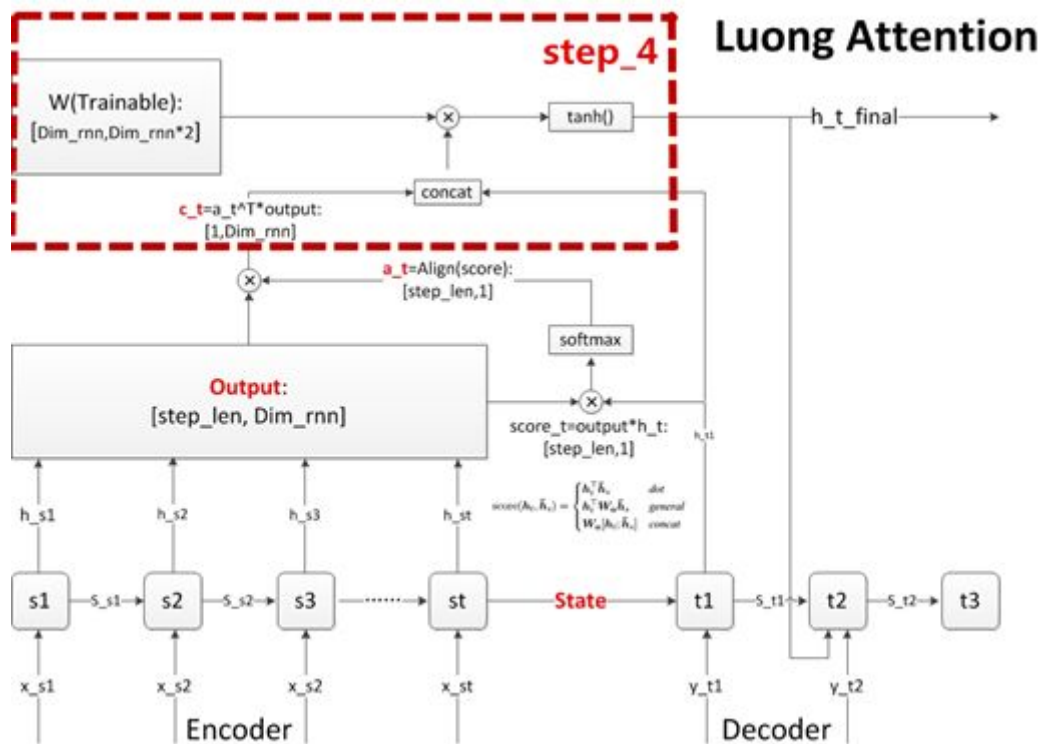 Luong Attention
step_4
W(Trainable):
[Dim_rnn,Dim_rnn*2]
tanh()
h_t_final
concat
c_t=a_t^T*output:
[1,Dim_rnn]
a_t=Align(score):
[step_len,1]
softmax
Output:
[step_len, Dim_rnn]
score_t=output*h_t:
[step_len,1]
h_t1
h_s1
h_s2
h_s3
h_st
dot
general
concat
s1
S_s1
s2
S_s2
s3
......
st
State
t1
S_t1
t2
S_t2
t3
x_s1
x_s2
x_s2
x_st
y_t1
y_t2
Encoder
Decoder